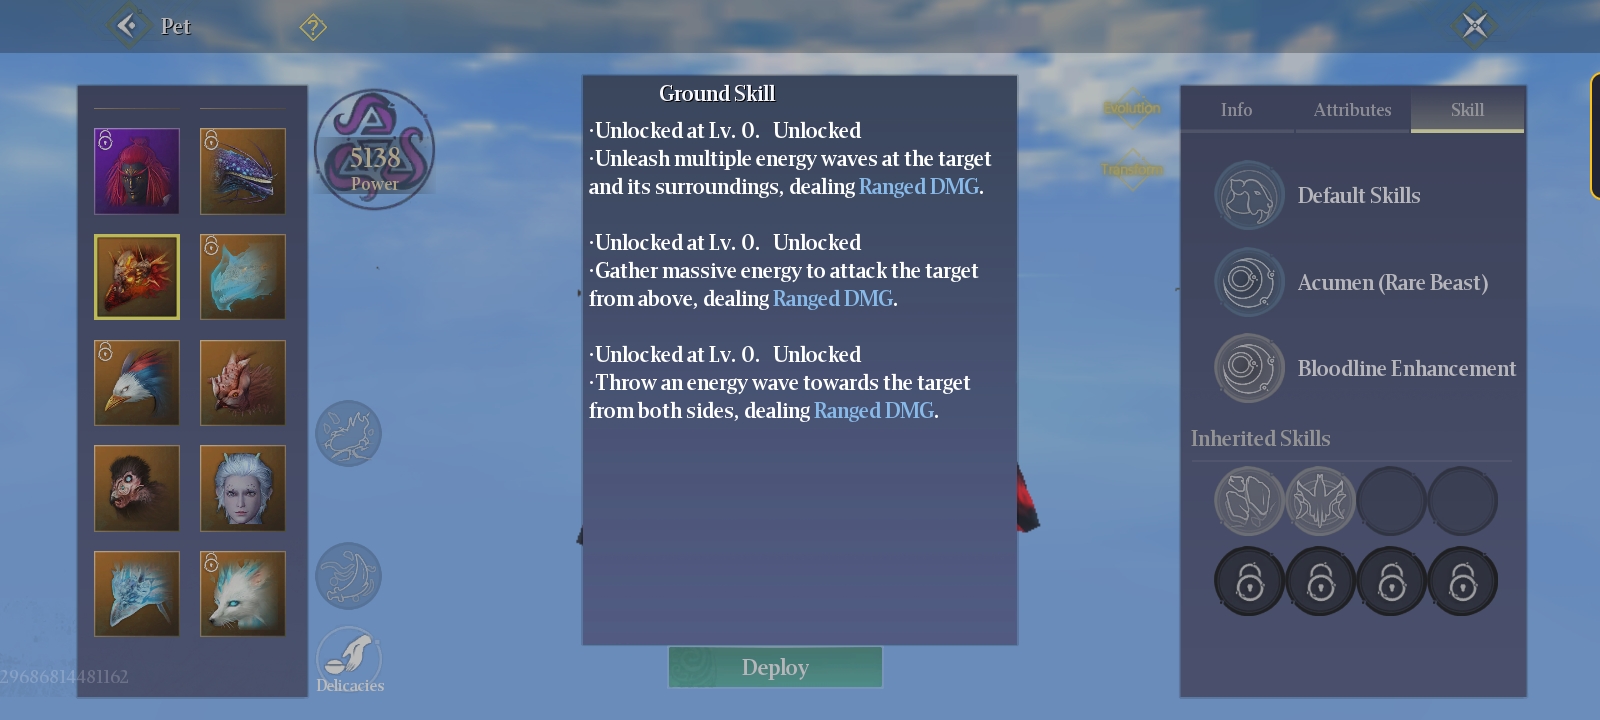 Pet
?
5138
Power
Delicacies
29686814481162
Ground Skill
·Unlocked at Lv. 0. Unlocked
·Unleash multiple energy waves at the target
and its surroundings, dealing Ranged DMG.
·Unlocked at Lv. 0. Unlocked
·Gather massive energy to attack the target
from above, dealing Ranged DMG.
·Unlocked at Lv. 0. Unlocked
·Throw an energy wave towards the target
from both sides, dealing Ranged DMG.
Deploy
Evolution
Transform
Info Attributes Skill
Default Skills
Acumen (Rare Beast)
Bloodline Enhancement
Inherited Skills